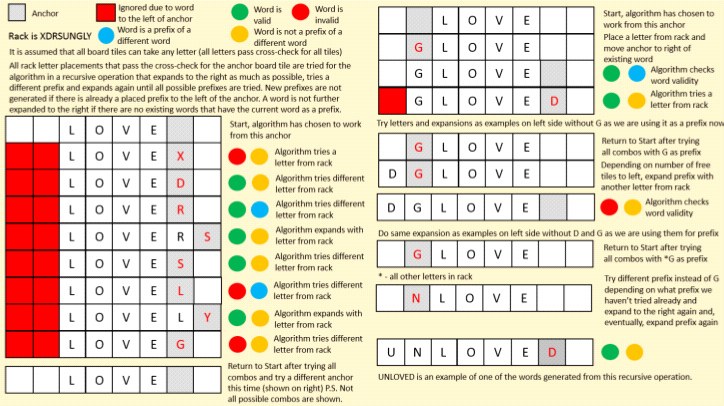 Anchor
Ignored due to word
to the left of anchor
Word is
valid
Word is
invalid
Rack is XDRSUNGLY
Word is a prefix of a
different word
Word is not a prefix of a
different word
It is assumed that all board tiles can take any letter (all letters pass cross-check for all tiles)
All rack letter placements that pass the cross-check for the anchor board tile are tried for the
algorithm in a recursive operation that expands to the right as much as possible, tries a
different prefix and expands again until all possible prefixes are tried. New prefixes are not
generated if there is already a placed prefix to the left of the anchor. A word is not further
expanded to the right if there are no existing words that have the current word as a prefix.
L O V E
Start, algorithm has chosen to work
from this anchor
L O V E X
Algorithm tries a
letter from rack
L O V E D
Algorithm tries different
letter from rack
L O V E R
Algorithm tries different
letter from rack
L O V E R S
Algorithm expands with
letter from rack
L O V E S
Algorithm tries different
letter from rack
L O V E L
Algorithm tries different
letter from rack
L O V E L Y
Algorithm expands with
letter from rack
L O V E G
Algorithm tries different
letter from rack
L O V E
Return to Start after trying all
combos and try a different anchor
this time (shown on right) P.S. Not
all possible combos are shown.
L O V E
Start, algorithm has chosen to
work from this anchor
G L O V E
Place a letter from rack and
move anchor to right of
existing word
G L O V E
Algorithm checks
word validity
G L O V E D
Algorithm tries a
letter from rack
Try letters and expansions as examples on left side without G as we are using it as a prefix now
G L O V E
Return to Start after trying
all combos with G as prefix
D G L O V E
Depending on number of free
tiles to left, expand prefix with
another letter from rack
D G L O V E
Algorithm checks
word validity
Do same expansion as examples on left side without D and G as we are using them for prefix
G L O V E
Return to Start after trying
all combos with *G as prefix
* - all other letters in rack
N L O V E
Try different prefix instead of G
depending on what prefix we
haven't tried already and
expand to the right again and,
eventually, expand prefix again
U N L O V E D
UNLOVED is an example of one of the words generated from this recursive operation.